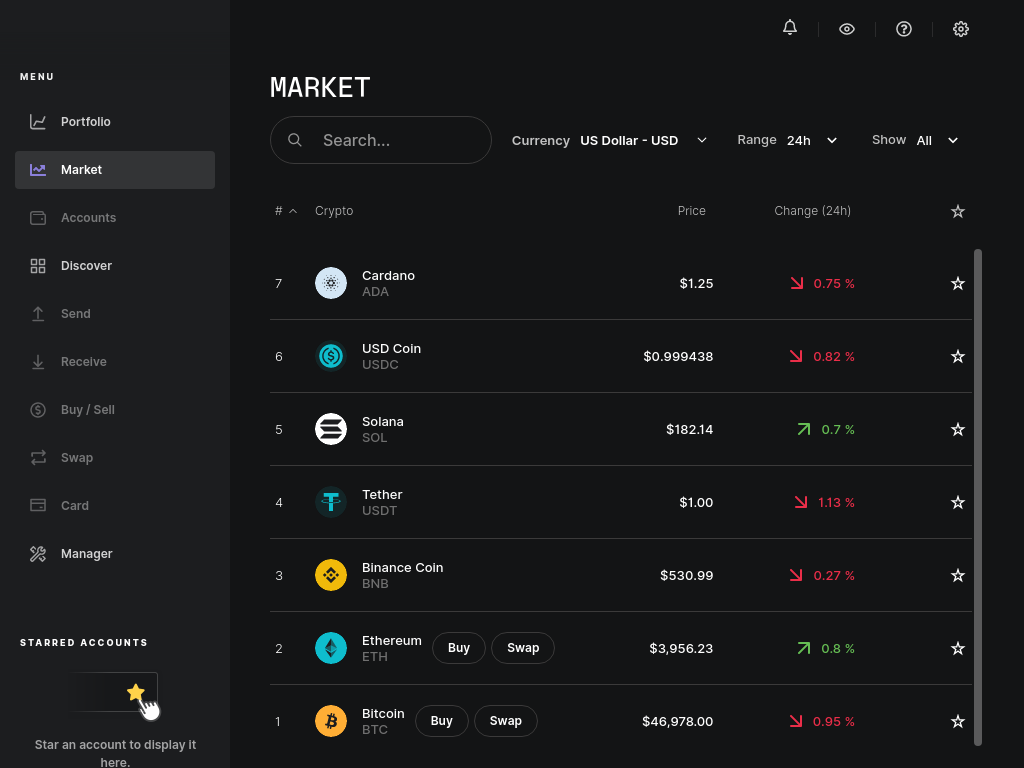 MENU
Portfolio
Market
Accounts
Discover
Send
Receive
Buy / Sell
Swap
Card
Manager
STARRED ACCOUNTS
Star an account to display it
here.
MARKET
Search...
Currency US Dollar - USD
Range 24h
Show All
# Crypto Price Change (24h)
7 Cardano $1.25 0.75 %
ADA
6 USD Coin $0.999438 0.82 %
USDC
5 Solana $182.14 0.7 %
SOL
4 Tether $1.00 1.13 %
USDT
3 Binance Coin $530.99 0.27 %
BNB
2 Ethereum Buy Swap $3,956.23 0.8 %
ETH
1 Bitcoin Buy Swap $46,978.00 0.95 %
BTC